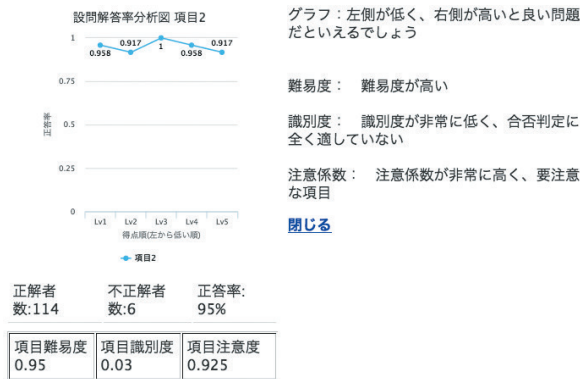 設問解答率分析図 項目2
1
0.75
0.5
0.25
0
正答率
0.958
0.917
1
0.958
0.917
Lv1
Lv2
Lv3
Lv4
Lv5
得点順(左から低い順)
項目2
グラフ：左側が低く、右側が高いと良い問題
だといえるでしょう
難易度： 難易度が高い
識別度： 識別度が非常に低く、合否判定に
全く適していない
注意係数： 注意係数が非常に高く、要注意
な項目
閉じる
正解者
数:114
不正解者
数:6
正答率:
95%
項目難易度
0.95
項目識別度
0.03
項目注意度
0.925